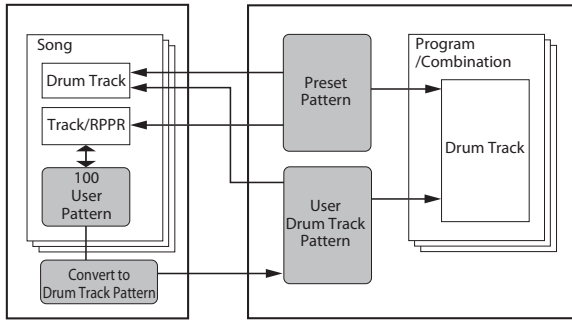 Song
Drum Track
Track/RPPR
100
User
Pattern
Convert to
Drum Track Pattern
Preset
Pattern
User
Drum Track
Pattern
Program
/Combination
Drum Track